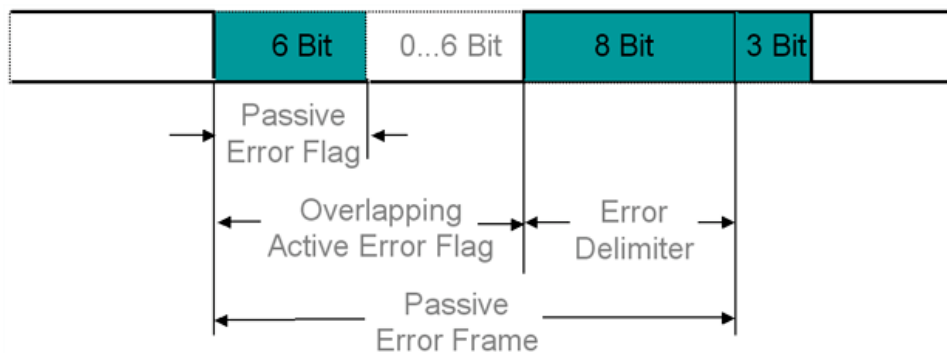 6 Bit 0...6 Bit 8 Bit 3 Bit
Passive
Error Flag
Overlapping
Active Error Flag
Error
Delimiter
Passive
Error Frame